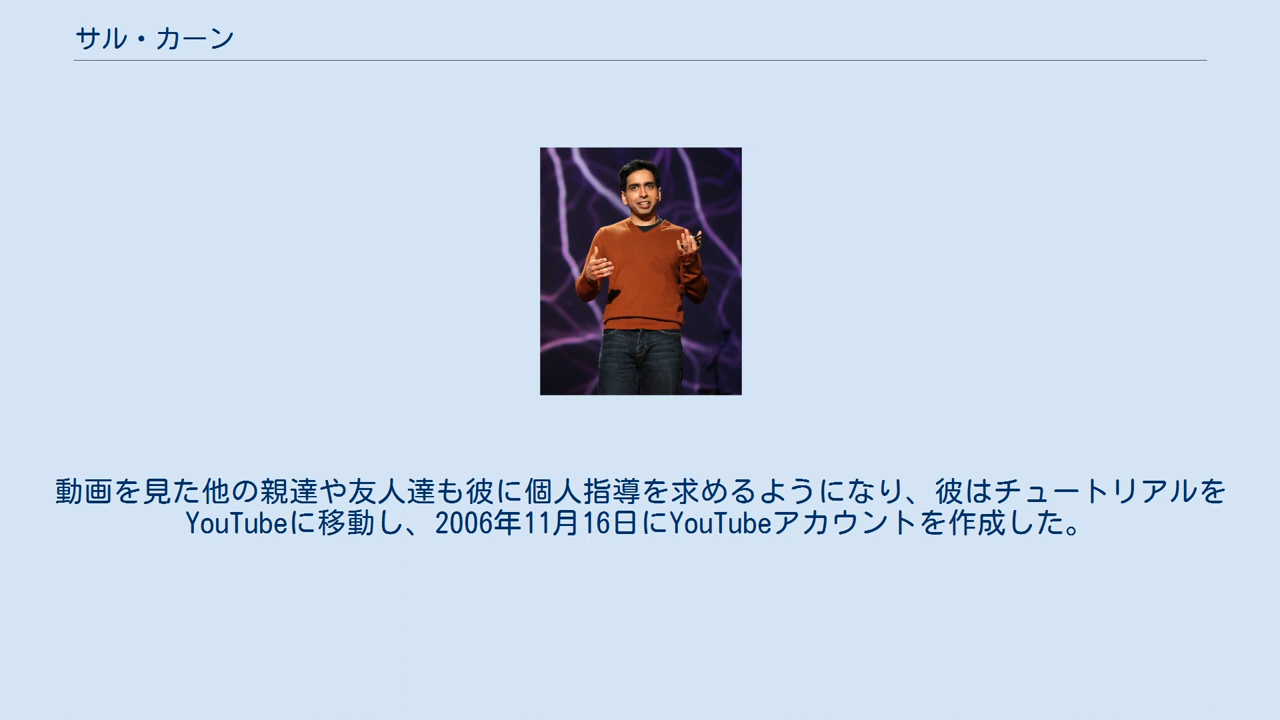 サル・カーン
動画を見た他の親達や友人達も彼に個人指導を求めるようになり、彼はチュートリアルを
YouTubeに移動し、2006年11月16日にYouTubeアカウントを作成した。